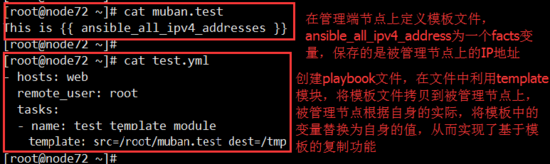 [root@node72 ~]# cat muban.test
This is {{ ansible_all_ipv4_addresses }}
[root@node72 ~]#
[root@node72 ~]# cat test.yml
- hosts: web
remote_user: root
tasks:
- name: test template module
template: src=/root/muban.test dest=/tmp
[root@node72 ~]#
在管理端节点上定义模板文件，
ansible_all_ipv4_address为一个facts变
量，保存的是被管理节点上的IP地址
创建playbook文件，在文件中利用template
模块，将模板文件拷贝到被管理节点上，
被管理节点根据自身的实际，将模板中的
变量替换为自身的值，从而实现了基于模
板的复制功能